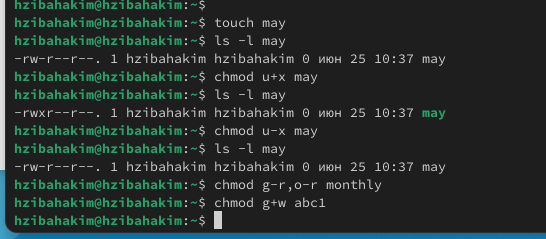 hzibahakim@hzibahakim:~$
hzibahakim@hzibahakim:~$ touch may
hzibahakim@hzibahakim:~$ ls -l may
-rw-r--r--. 1 hzibahakim hzibahakim 0 июн 25 10:37 may
hzibahakim@hzibahakim:~$ chmod u+x may
hzibahakim@hzibahakim:~$ ls -l may
-rwxr--r--. 1 hzibahakim hzibahakim 0 июн 25 10:37 may
hzibahakim@hzibahakim:~$ chmod u-x may
hzibahakim@hzibahakim:~$ ls -l may
-rw-r--r--. 1 hzibahakim hzibahakim 0 июн 25 10:37 may
hzibahakim@hzibahakim:~$ chmod g-r,o-r monthly
hzibahakim@hzibahakim:~$ chmod g+w abc1
hzibahakim@hzibahakim:~$